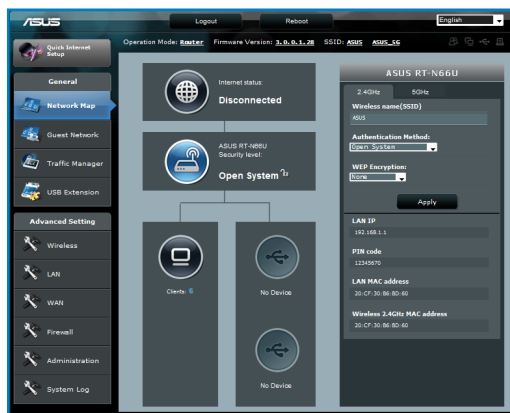 ASUS
Logout
Reboot
English
Quick Internet Setup
Operation Mode: Router Firmware Version: 3.0.0.1.28 SSID: ASUS ASUS_5G
General
Network Map
Guest Network
Traffic Manager
USB Extension
Advanced Setting
Wireless
LAN
WAN
Firewall
Administration
System Log
Internet status:
Disconnected
ASUS RT-N66U
Security level:
Open System
Clients: 6
No Device
No Device
ASUS RT-N66U
2.4GHz 5GHz
Wireless name(SSID)
ASUS
Authentication Method:
Open System
WEP Encryption:
None
Apply
LAN IP
192.168.1.1
PIN code
12345670
LAN MAC address
20:CF:30:B6:BD:60
Wireless 2.4GHz MAC address
20:CF:30:B6:BD:60